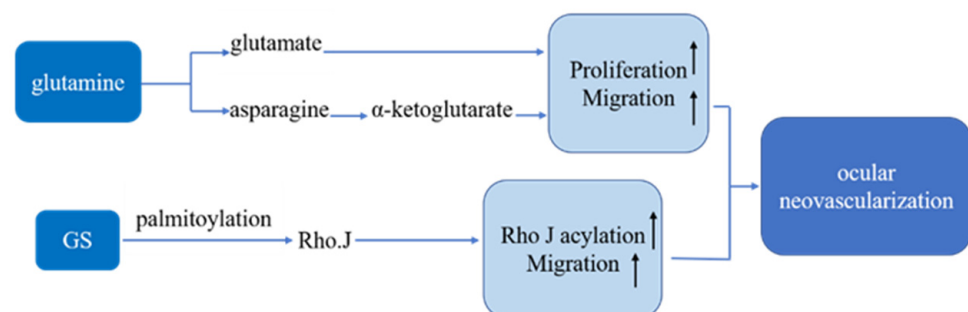 glutamine
glutamate
asparagine
α-ketoglutarate
Proliferation
Migration
GS
palmitoylation
Rho.J
Rho J acylation
Migration
ocular
neovascularization